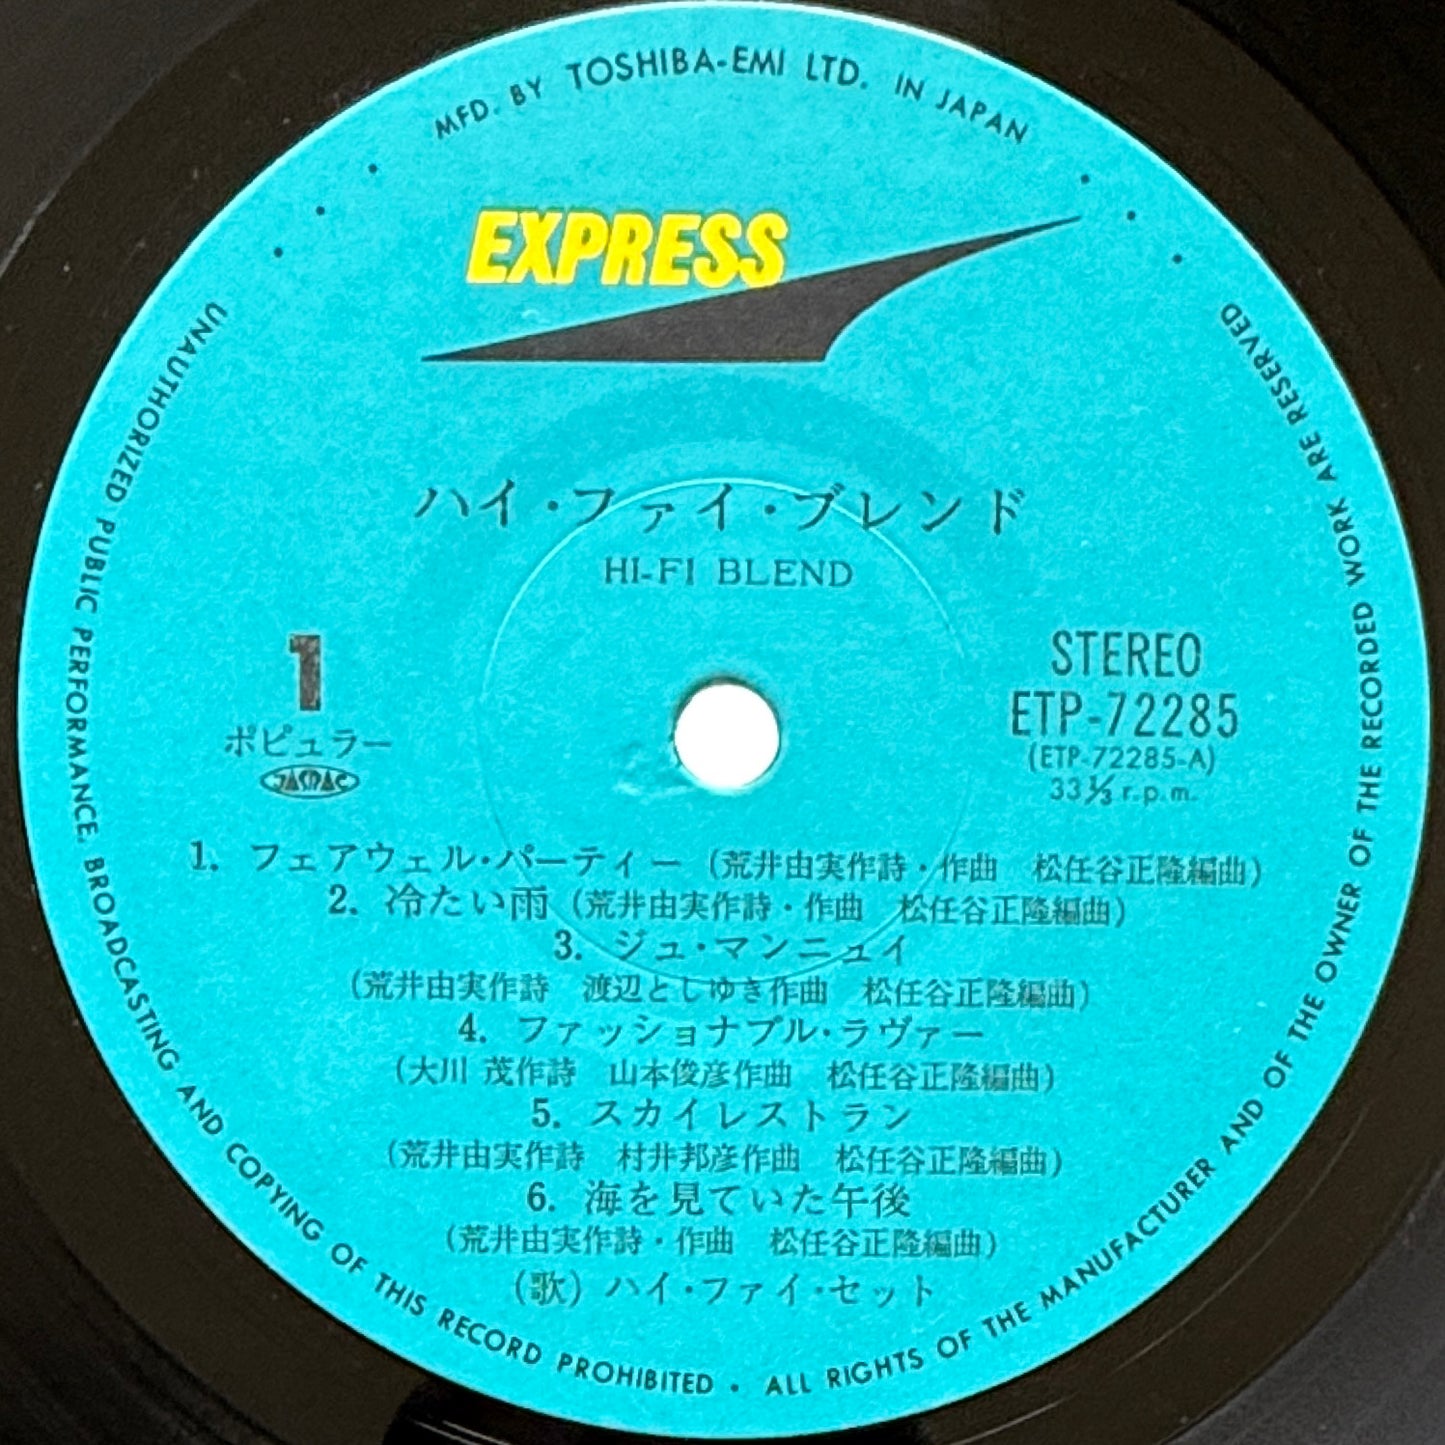 MFD. BY TOSHIBA-EMI LTD. IN JAPAN
EXPRESS
ハイ・ファイ・ブレンド
HI-FI BLEND
1
ポピュラー
JASRAC
STEREO
ETP-72285
(ETP-72285-A)
33⅓ r.p.m.
1. フェアウェル・パーティー (荒井由実作詩・作曲 松任谷正隆編曲)
2. 冷たい雨 (荒井由実作詩・作曲 松任谷正隆編曲)
3. ジュ・マンニュイ
(荒井由実作詩 渡辺としゆき作曲 松任谷正隆編曲)
4. ファッショナブル・ラヴァー
(大川 茂作詩 山本俊彦作曲 松任谷正隆編曲)
5. スカイレストラン
(荒井由実作詩 村井邦彦作曲 松任谷正隆編曲)
6. 海を見ていた午後
(荒井由実作詩・作曲 松任谷正隆編曲)
(歌) ハイ・ファイ・セット
UNAUTHORIZED PUBLIC PERFORMANCE. BROADCASTING AND COPYING OF THIS RECORD PROHIBITED • ALL RIGHTS OF THE MANUFACTURER AND OF THE OWNER OF THE RECORDED WORK ARE RESERVED